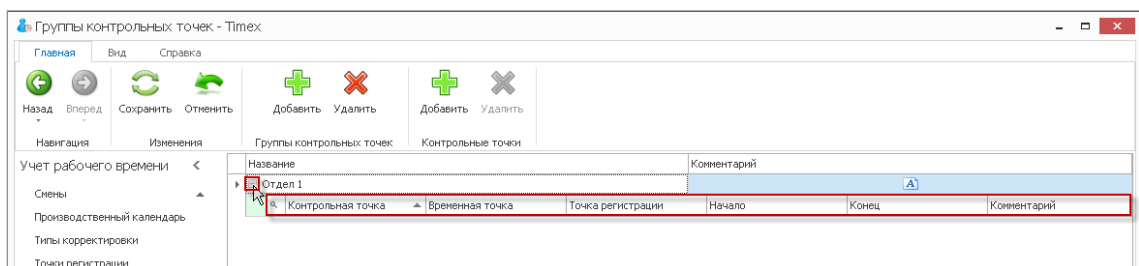 Группы контрольных точек - Timex
Главная Вид Справка
Назад Вперед Сохранить Отменить Добавить Удалить Добавить Удалить
Навигация Изменения Группы контрольных точек Контрольные точки
Учет рабочего времени
Название Комментарий
Отдел 1 A
Смены
Контрольная точка Временная точка Точка регистрации Начало Конец Комментарий
Производственный календарь
Типы корректировки
Точки регистрации